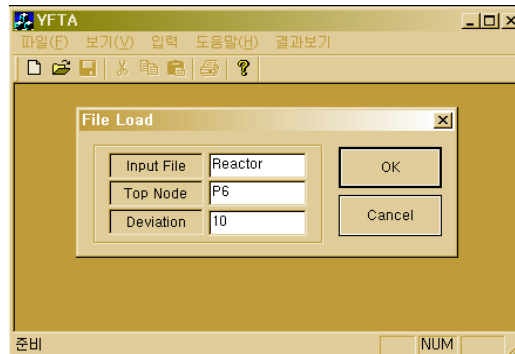 YFTA
파일(F) 보기(V) 입력 도움말(H) 결과보기
File Load
Input File Reactor OK
Top Node P6
Deviation 10 Cancel
준비 NUM